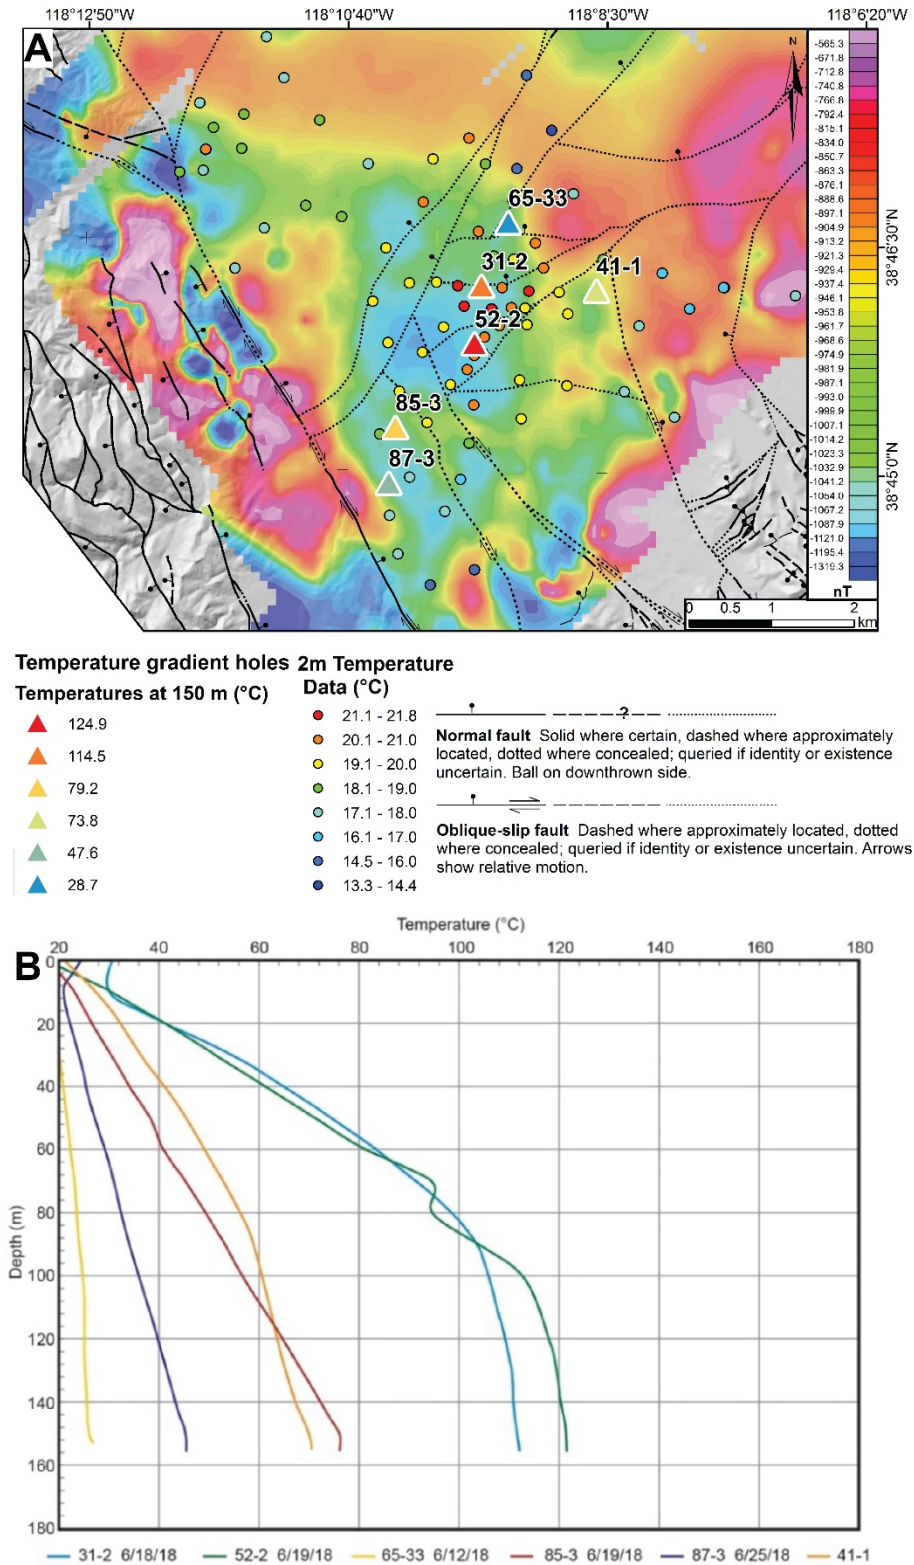 118°12'50"W 118°10'40"W 118°8'30"W 118°6'20"W
A
N
65-33
31-2
41-1
52-2
85-3
87-3
-565.3
-671.8
-712.8
-740.8
-766.8
-792.4
-815.1
-834.0
-850.7
-863.3
-876.1
-888.6
-897.1
-904.9
-913.2
-921.3
-929.4
-937.4
-946.1
-953.8
-961.7
-968.6
-974.9
-981.9
-987.1
-993.0
-999.9
-1007.1
-1014.2
-1023.3
-1032.9
-1041.2
-1054.0
-1067.2
-1087.9
-1121.0
-1195.4
-1319.3
nT
38°46'30"N
38°45'0"N
0 0.5 1 2
km
Temperature gradient holes
Temperatures at 150 m (°C)
124.9
114.5
79.2
73.8
47.6
28.7
2m Temperature
Data (°C)
21.1 - 21.8
20.1 - 21.0
19.1 - 20.0
18.1 - 19.0
17.1 - 18.0
16.1 - 17.0
14.5 - 16.0
13.3 - 14.4
?
Normal fault Solid where certain, dashed where approximately
located, dotted where concealed; queried if identity or existence
uncertain. Ball on downthrown side.
Oblique-slip fault Dashed where approximately located, dotted
where concealed; queried if identity or existence uncertain. Arrows
show relative motion.
B
Temperature (°C)
20 40 60 80 100 120 140 160 180
0
20
40
60
80
100
120
140
160
180
Depth (m)
31-2 6/18/18 52-2 6/19/18 65-33 6/12/18 85-3 6/19/18 87-3 6/25/18 41-1